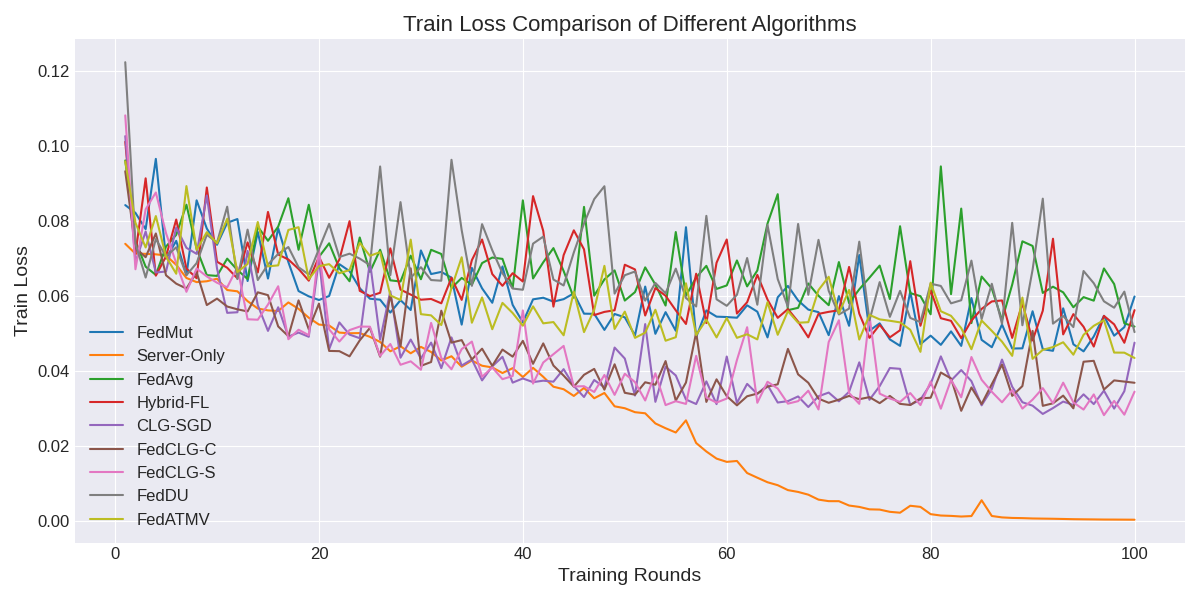 Train Loss Comparison of Different Algorithms
Train Loss
0.12
0.10
0.08
0.06
0.04
0.02
0.00
FedMut
Server-Only
FedAvg
Hybrid-FL
CLG-SGD
FedCLG-C
FedCLG-S
FedDU
FedATMV
0 20 40 60 80 100
Training Rounds